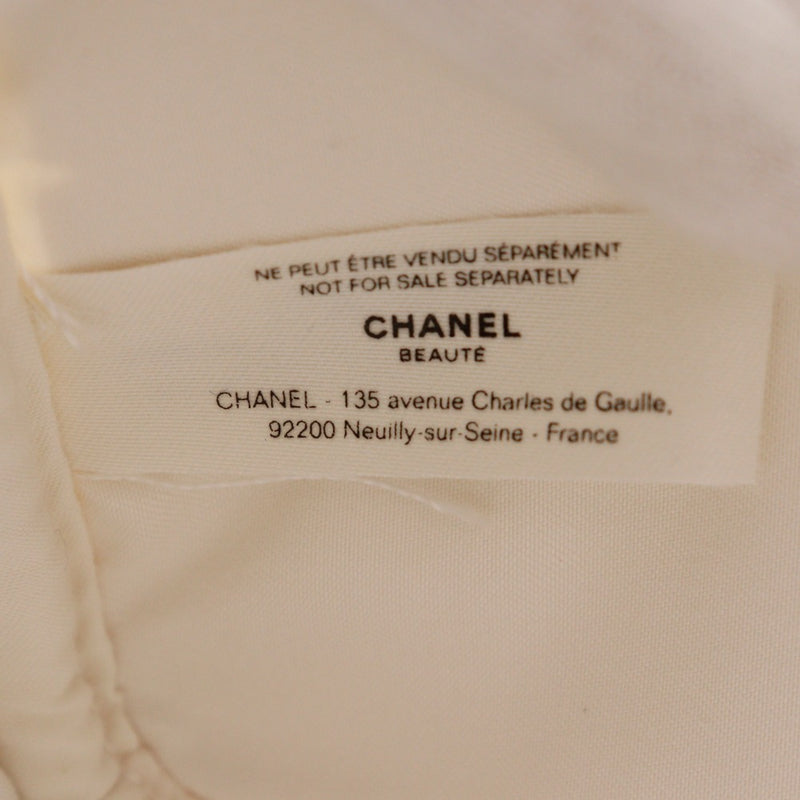 NE PEUT ÊTRE VENDU SÉPARÉMENT
NOT FOR SALE SEPARATELY
CHANEL
BEAUTÉ
CHANEL - 135 avenue Charles de Gaulle,
92200 Neuilly-sur-Seine - France